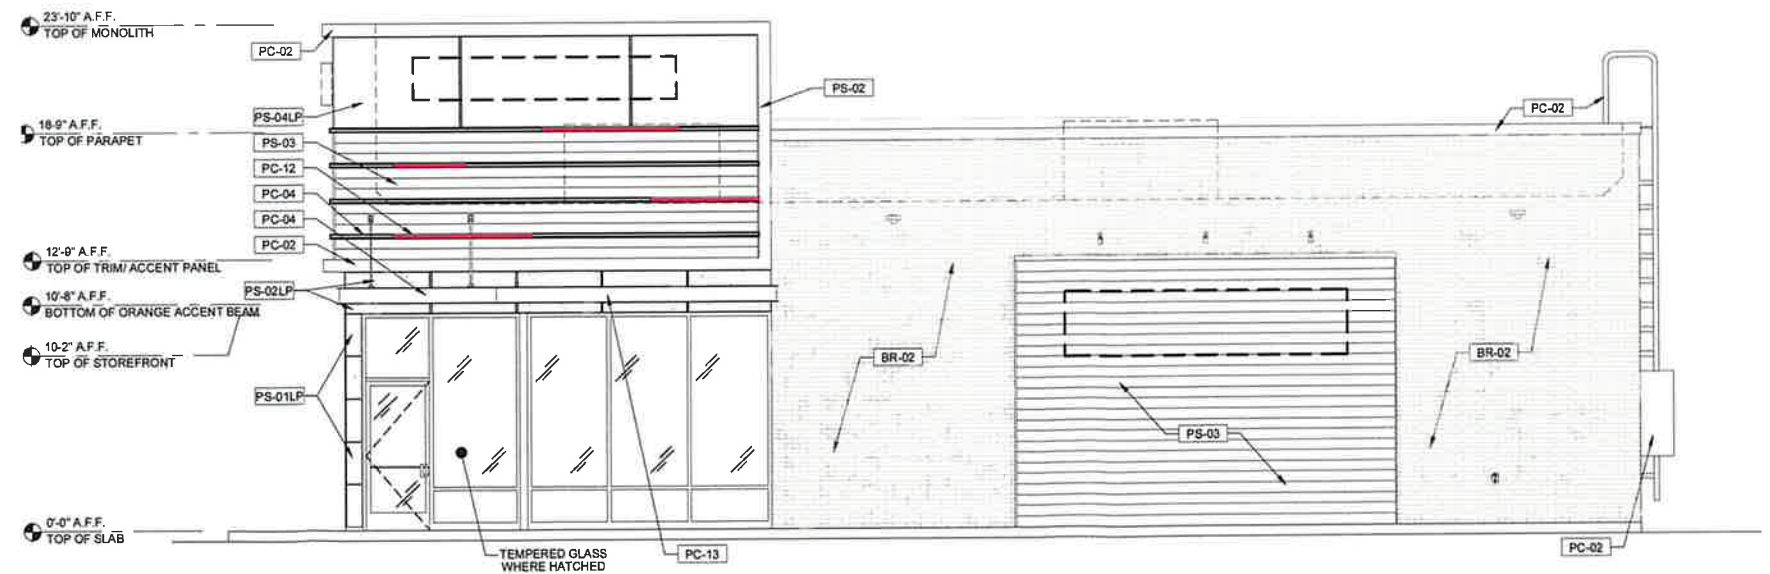 23'-10" A.F.F.
TOP OF MONOLITH
PC-02
PS-02
PC-02
PS-04LP
18-9" A.F.F.
TOP OF PARAPET
PS-03
PC-12
PC-04
PC-04
PC-02
12'-9" A.F.F.
TOP OF TRIM/ ACCENT PANEL
PS-02LP
10'-8" A.F.F.
BOTTOM OF ORANGE ACCENT BEAM
10-2" A.F.F.
TOP OF STOREFRONT
BR-02
BR-02
PS-01LP
PS-03
0'-0" A.F.F.
TOP OF SLAB
TEMPERED GLASS
WHERE HATCHED
PC-13
PC-02